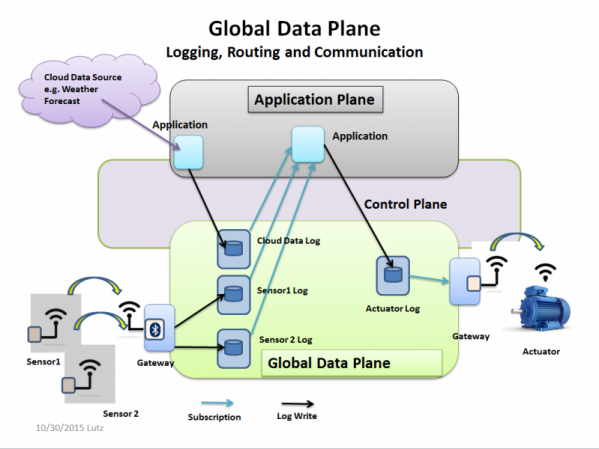 Global Data Plane
Logging, Routing and Communication
Cloud Data Source
e.g. Weather
Forecast
Application Plane
Application
Application
Control Plane
Cloud Data Log
Sensor1 Log
Actuator Log
Sensor 2 Log
Global Data Plane
Sensor1
Gateway
Gateway
Actuator
Sensor 2
Subscription
Log Write
10/30/2015 Lutz